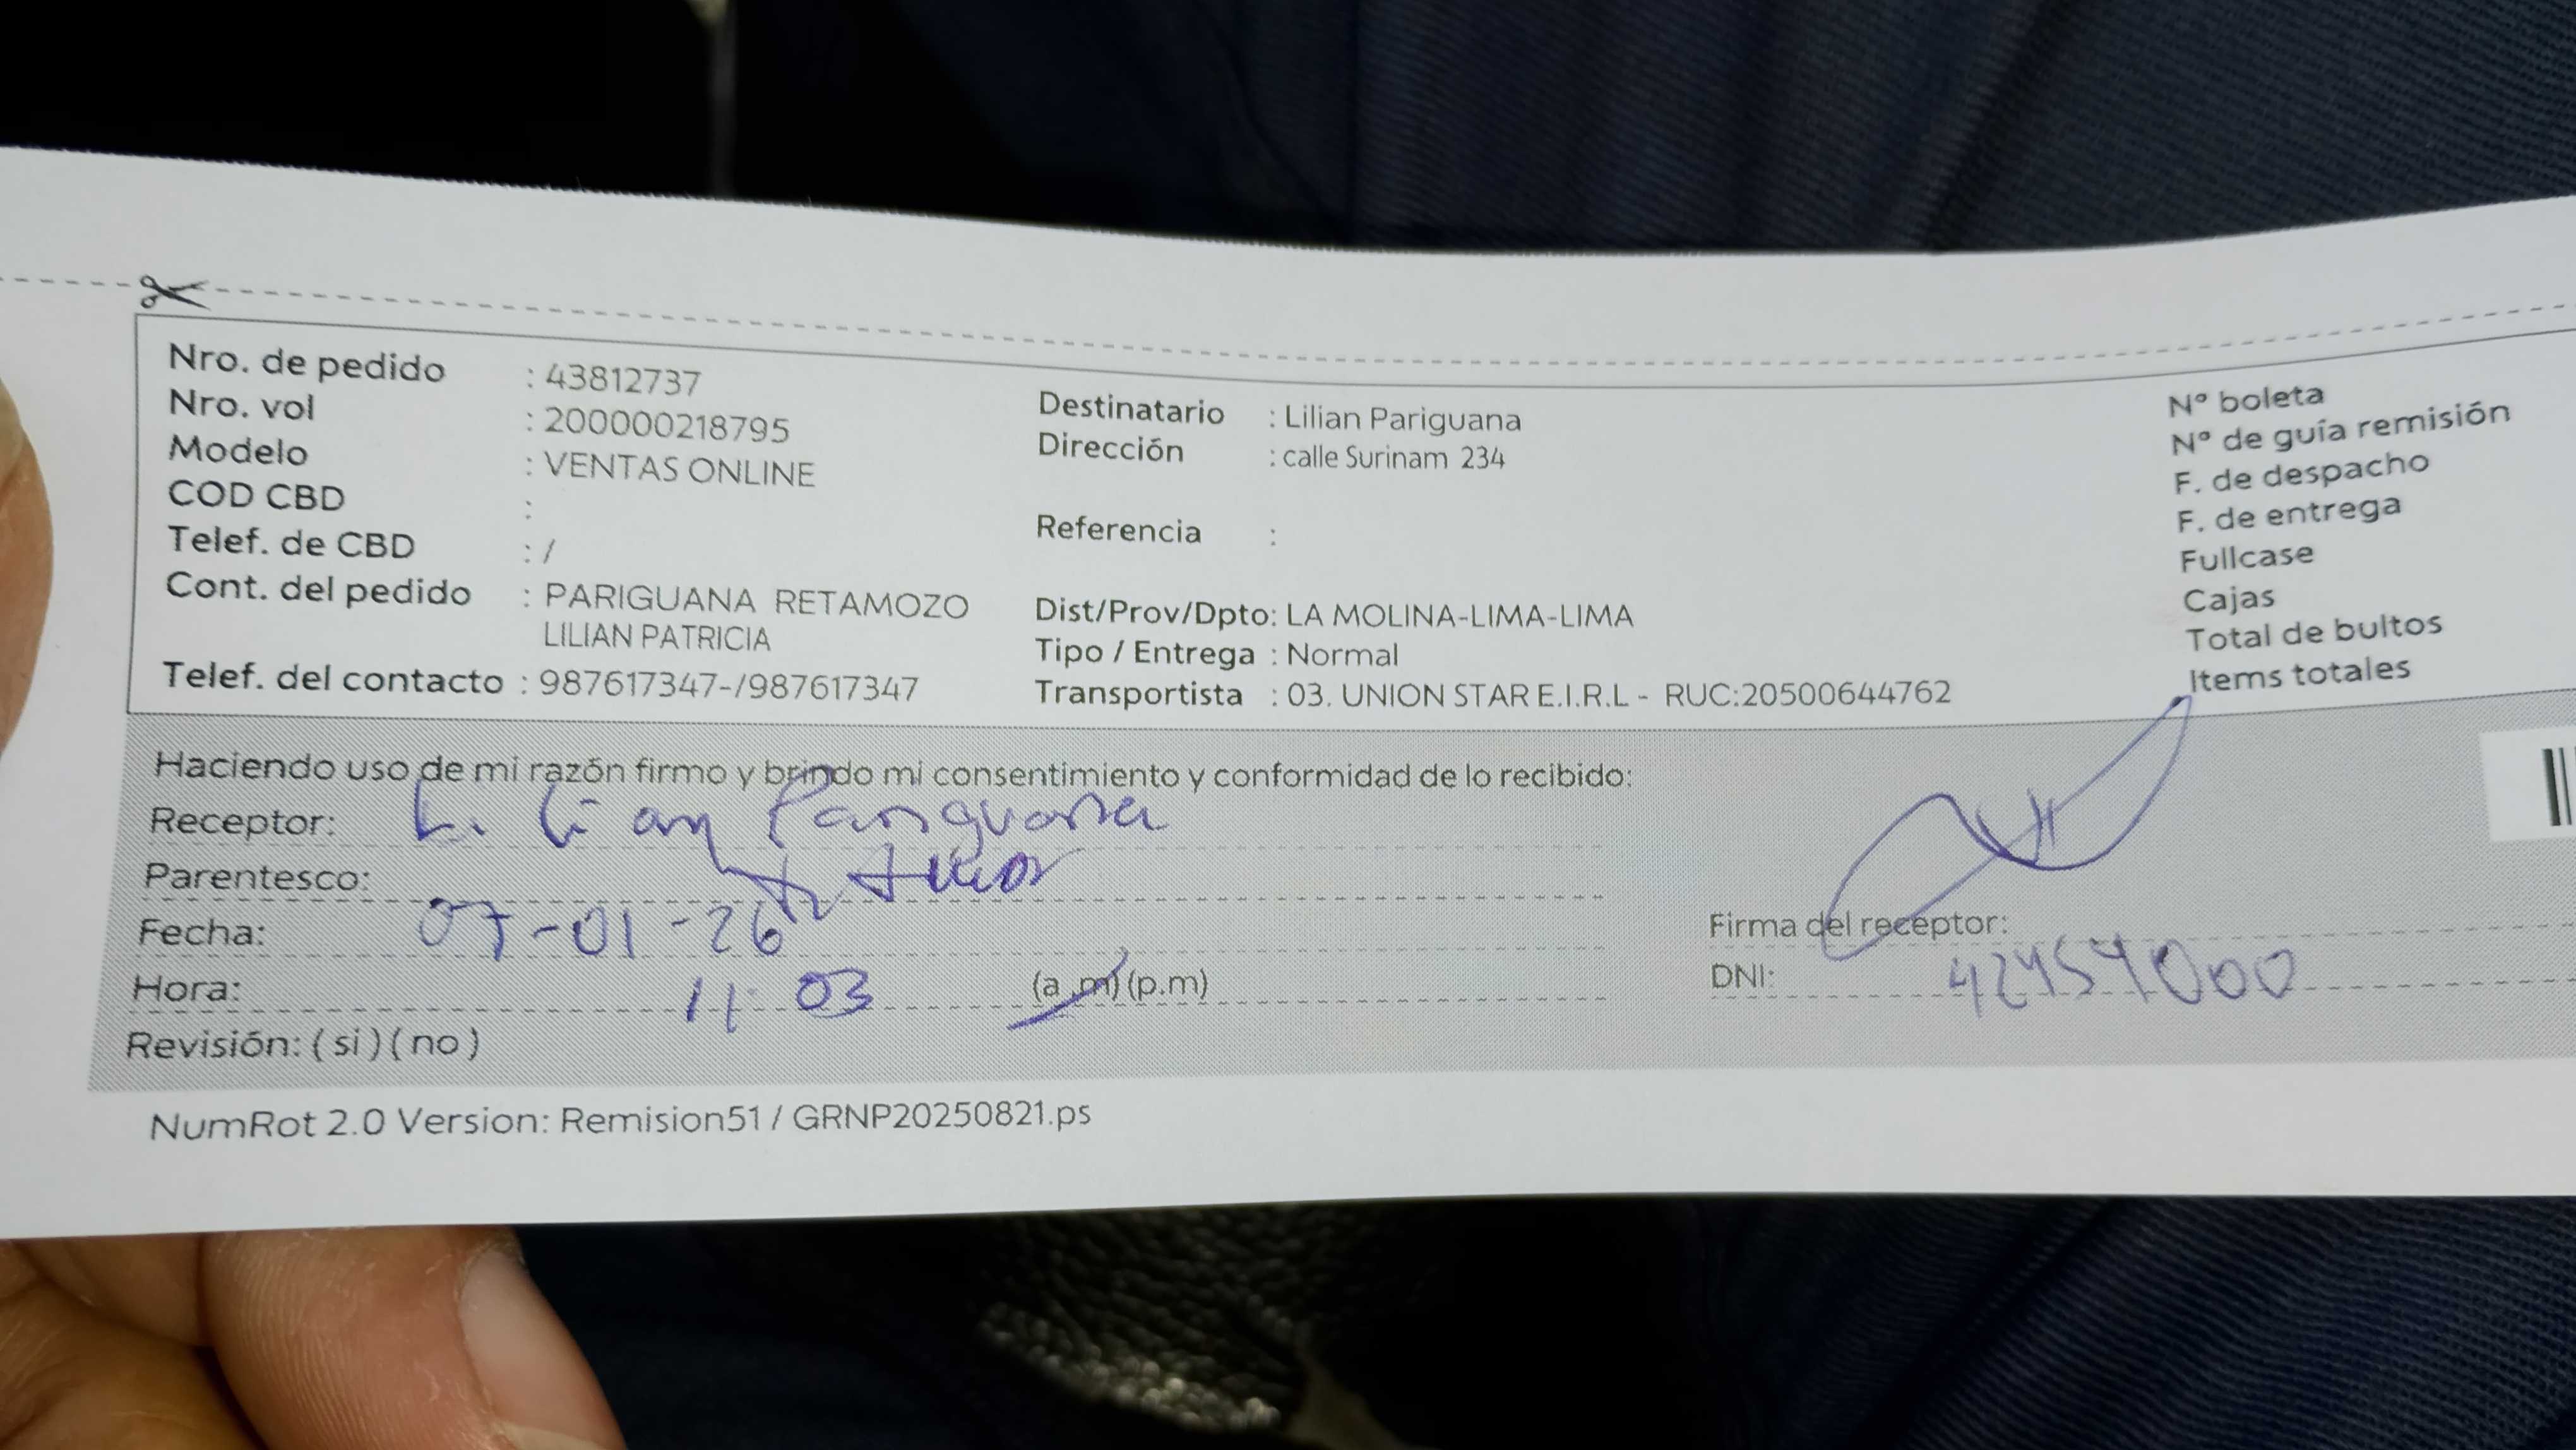 Nro. de pedido : 43812737
Nro. vol : 200000218795
Modelo : VENTAS ONLINE
COD CBD :
Telef. de CBD : /
Cont. del pedido : PARIGUANA RETAMOZO
LILIAN PATRICIA
Telef. del contacto : 987617347-/987617347
Destinatario : Lilian Pariguana
Dirección : calle Surinam 234
Referencia :
Dist/Prov/Dpto: LA MOLINA-LIMA-LIMA
Tipo / Entrega : Normal
Transportista : 03. UNION STAR E.I.R.L - RUC:20500644762
N° boleta
N° de guía remisión
F. de despacho
F. de entrega
Fullcase
Cajas
Total de bultos
Items totales
Haciendo uso de mi razón firmo y brindo mi consentimiento y conformidad de lo recibido:
Receptor: Lilian Pariguana
Parentesco:
Fecha: 07-01-26
Hora: 11:03 (a.m) (p.m)
Revisión: ( si ) ( no )
Firma del receptor:
DNI:
NumRot 2.0 Version: Remision51 / GRNP20250821.ps